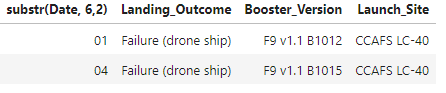 substr(Date, 6,2) Landing_Outcome Booster_Version Launch_Site
01 Failure (drone ship) F9 v1.1 B1012 CCAFS LC-40
04 Failure (drone ship) F9 v1.1 B1015 CCAFS LC-40